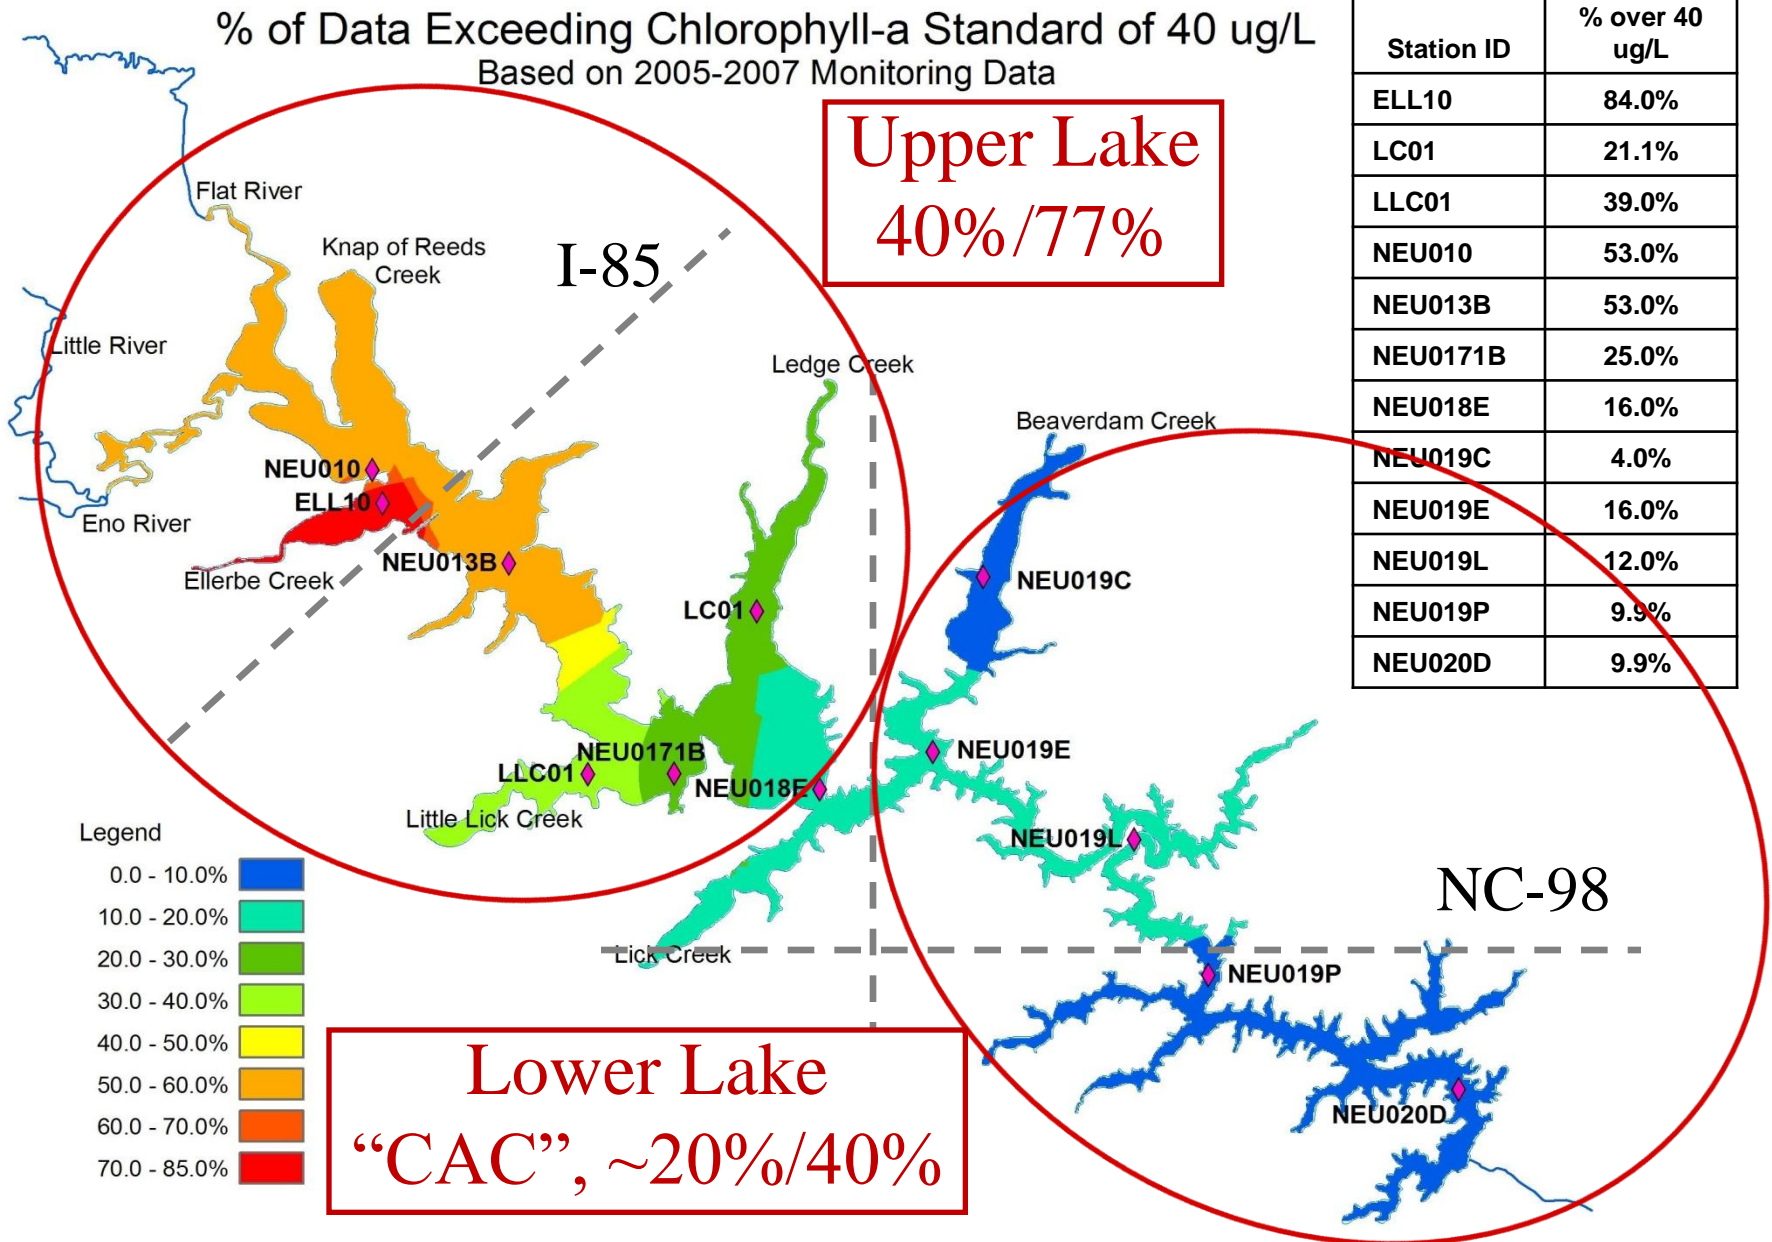 % of Data Exceeding Chlorophyll-a Standard of 40 ug/L
Based on 2005-2007 Monitoring Data
Station ID % over 40 ug/L
ELL10 84.0%
LC01 21.1%
LLC01 39.0%
NEU010 53.0%
NEU013B 53.0%
NEU0171B 25.0%
NEU018E 16.0%
NEU019C 4.0%
NEU019E 16.0%
NEU019L 12.0%
NEU019P 9.9%
NEU020D 9.9%
Upper Lake
40%/77%
Flat River
Knap of Reeds
Creek
I-85
Little River
Ledge Creek
Beaverdam Creek
NEU010
ELL10
Eno River
NEU013B
Ellerbe Creek
NEU019C
LC01
NEU0171B
NEU019E
LLC01
NEU018E
Little Lick Creek
NEU019L
NC-98
Lick Creek
NEU019P
NEU020D
Legend
0.0 - 10.0%
10.0 - 20.0%
20.0 - 30.0%
30.0 - 40.0%
40.0 - 50.0%
50.0 - 60.0%
60.0 - 70.0%
70.0 - 85.0%
Lower Lake
“CAC”, ~20%/40%